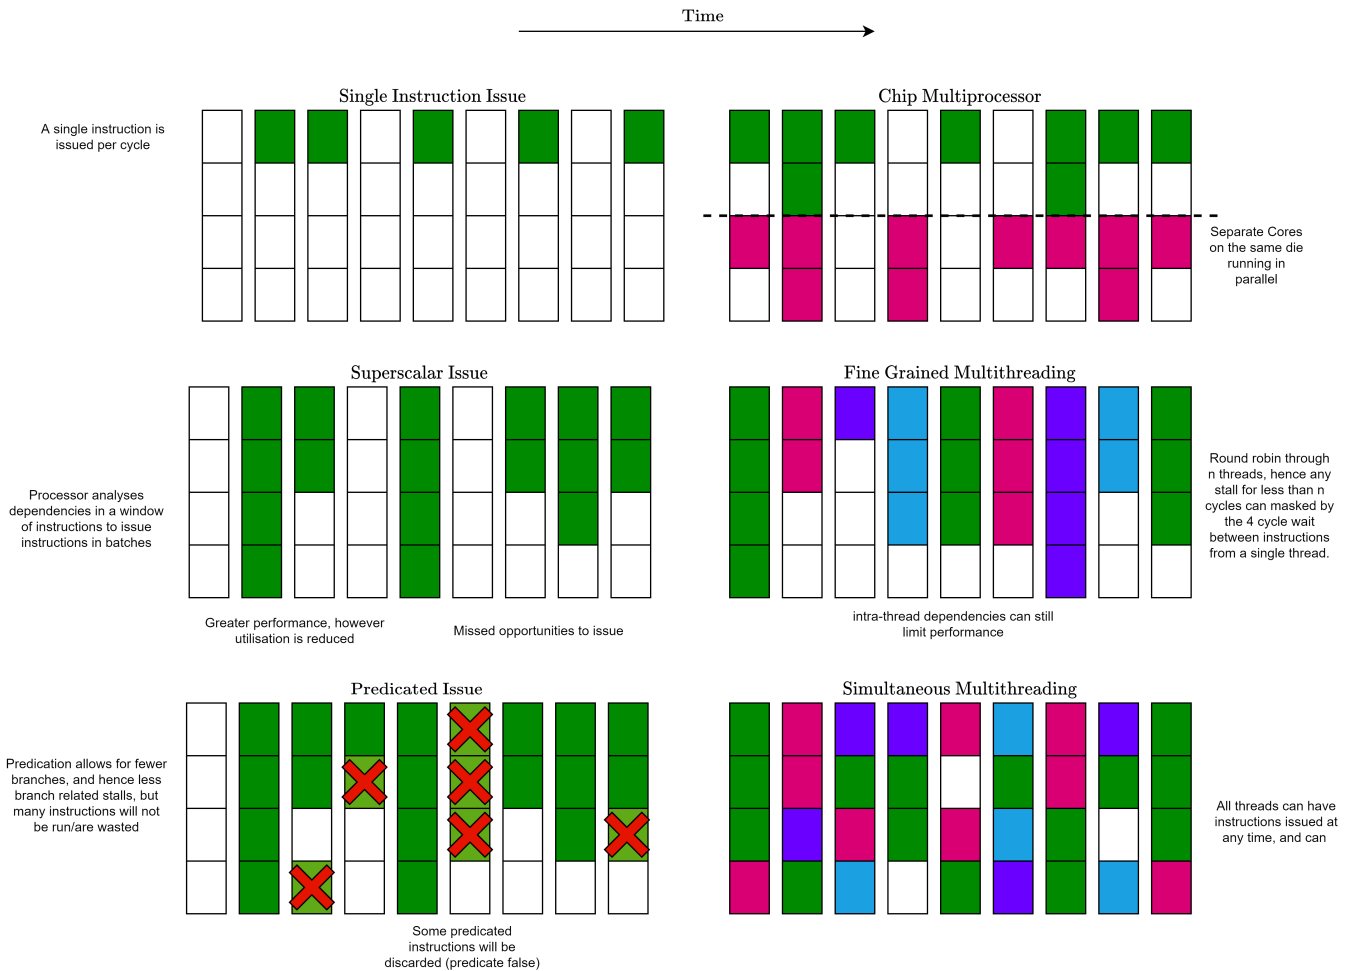 Time
Single Instruction Issue
A single instruction is
issued per cycle
Chip Multiprocessor
Separate Cores
on the same die
running in
parallel
Superscalar Issue
Processor analyses
dependencies in a window
of instructions to issue
instructions in batches
Greater performance, however
utilisation is reduced
Missed opportunities to issue
Fine Grained Multithreading
Round robin through
n threads, hence any
stall for less than n
cycles can masked by
the 4 cycle wait
between instructions
from a single thread.
intra-thread dependencies can still
limit performance
Predicated Issue
Predication allows for fewer
branches, and hence less
branch related stalls, but
many instructions will not
be run/are wasted
Some predicated
instructions will be
discarded (predicate false)
Simultaneous Multithreading
All threads can have
instructions issued at
any time, and can